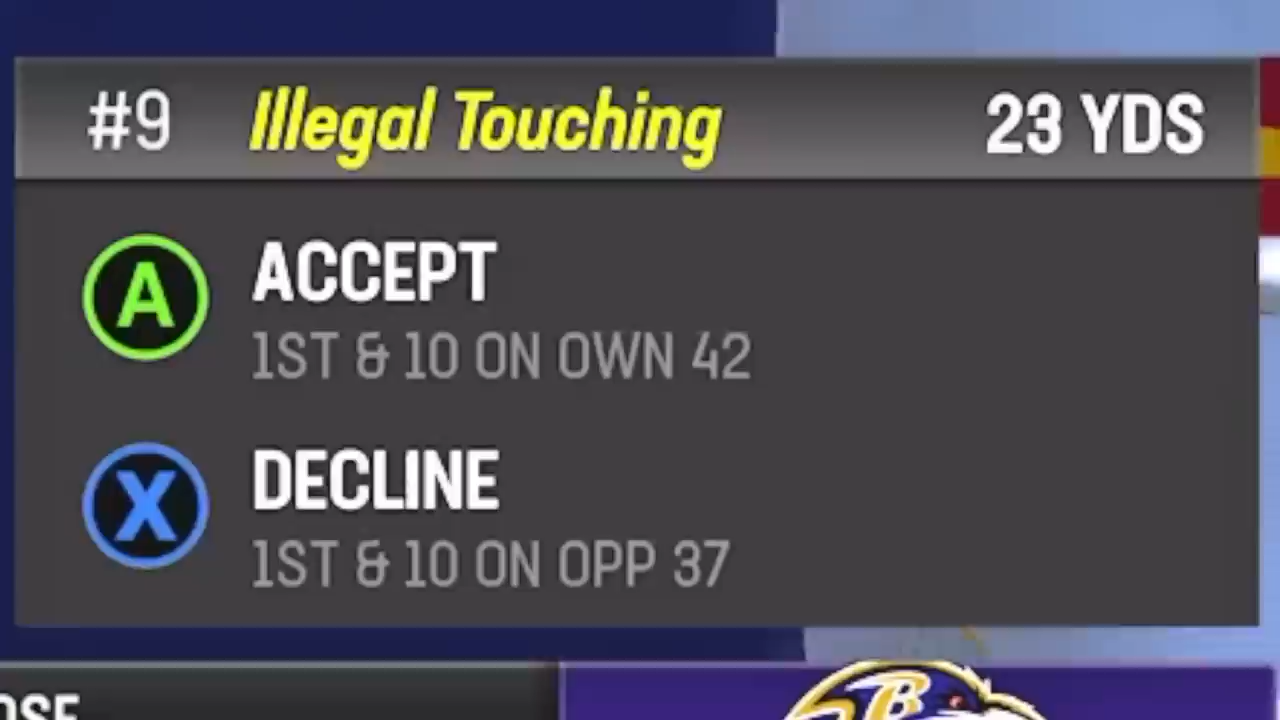 #9 Illegal Touching 23 YDS
A ACCEPT
1ST & 10 ON OWN 42
X DECLINE
1ST & 10 ON OPP 37
B